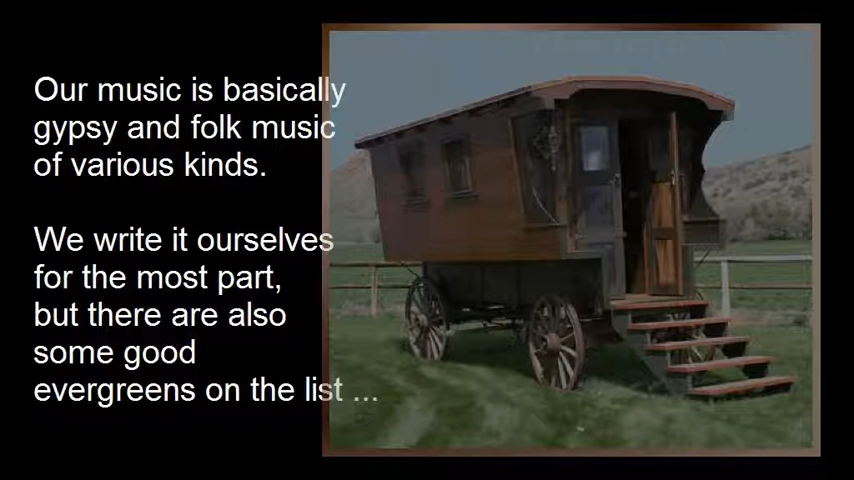 Our music is basically
gypsy and folk music
of various kinds.
We write it ourselves
for the most part,
but there are also
some good
evergreens on the list ...